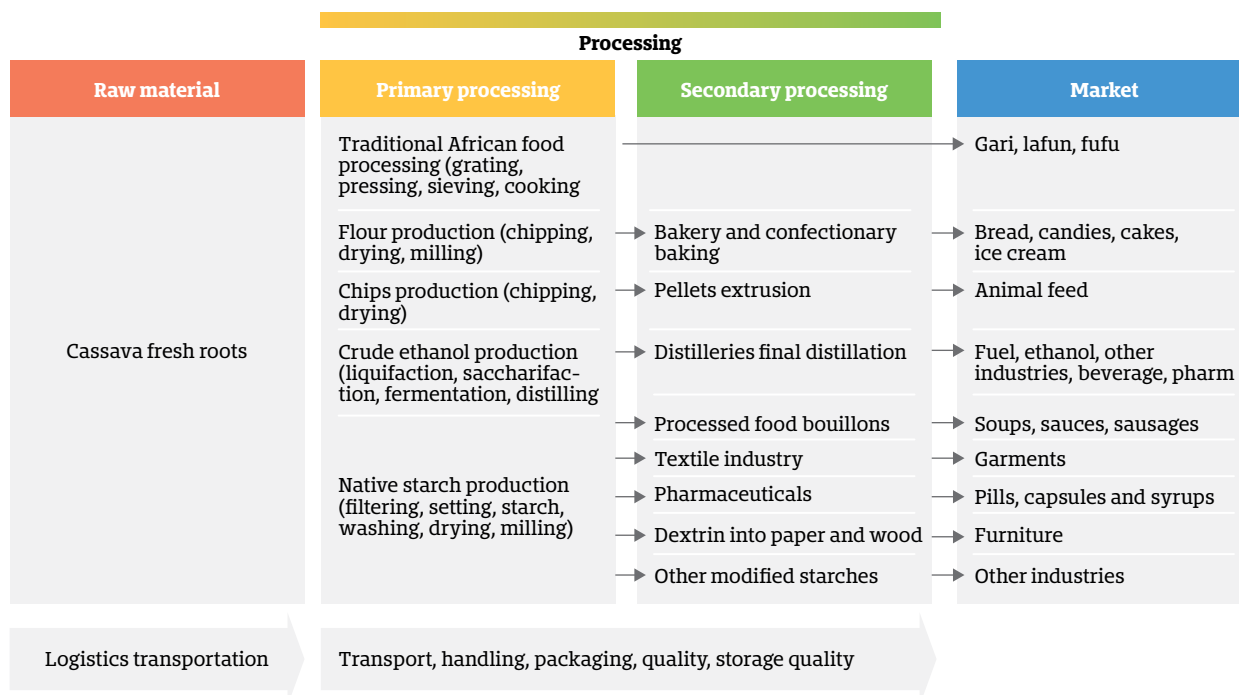 Processing
Raw material
Primary processing
Secondary processing
Market
Cassava fresh roots
Traditional African food
processing (grating,
pressing, sieving, cooking
Gari, lafun, fufu
Flour production (chipping,
drying, milling)
Bakery and confectionary
baking
Bread, candies, cakes,
ice cream
Chips production (chipping,
drying)
Pellets extrusion
Animal feed
Crude ethanol production
(liquifaction, saccharifac-
tion, fermentation, distilling
Distilleries final distillation
Fuel, ethanol, other
industries, beverage, pharm
Native starch production
(filtering, setting, starch,
washing, drying, milling)
Processed food bouillons
Soups, sauces, sausages
Textile industry
Garments
Pharmaceuticals
Pills, capsules and syrups
Dextrin into paper and wood
Furniture
Other modified starches
Other industries
Logistics transportation
Transport, handling, packaging, quality, storage quality